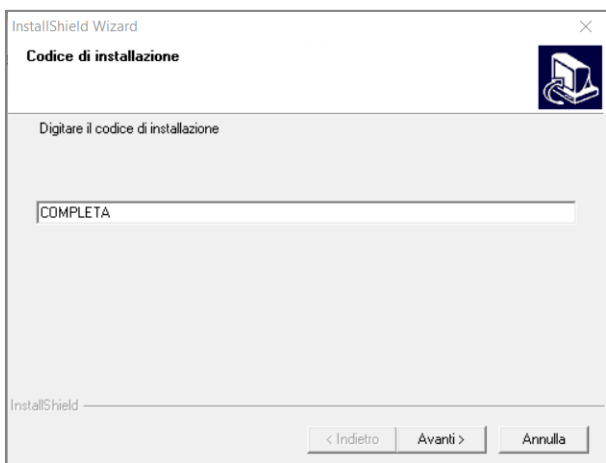 InstallShield Wizard
Codice di installazione
Digitare il codice di installazione
COMPLETA
InstallShield
< Indietro
Avanti >
Annulla